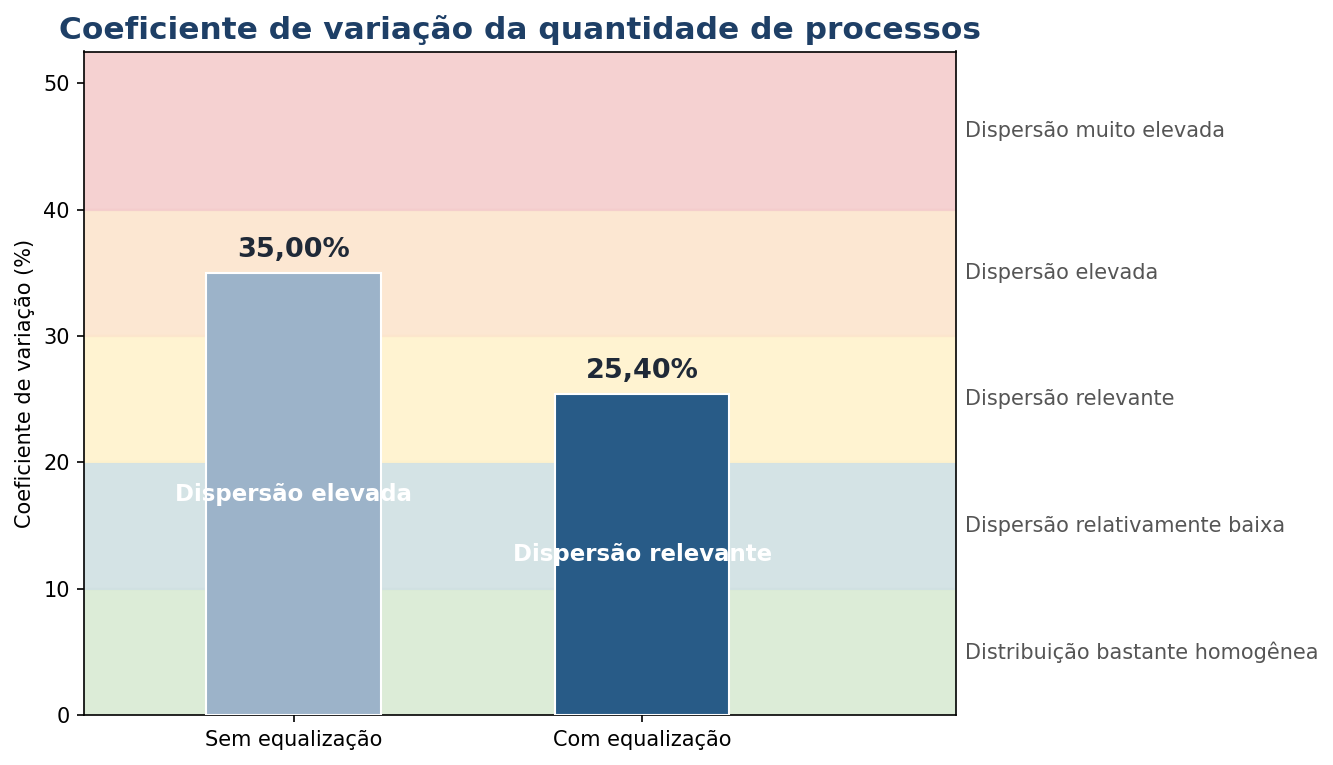 Coeficiente de variação da quantidade de processos
Coeficiente de variação (%)
50
40
30
20
10
0
35,00%
25,40%
Dispersão elevada
Dispersão relevante
Sem equalização
Com equalização
Dispersão muito elevada
Dispersão elevada
Dispersão relevante
Dispersão relativamente baixa
Distribuição bastante homogênea